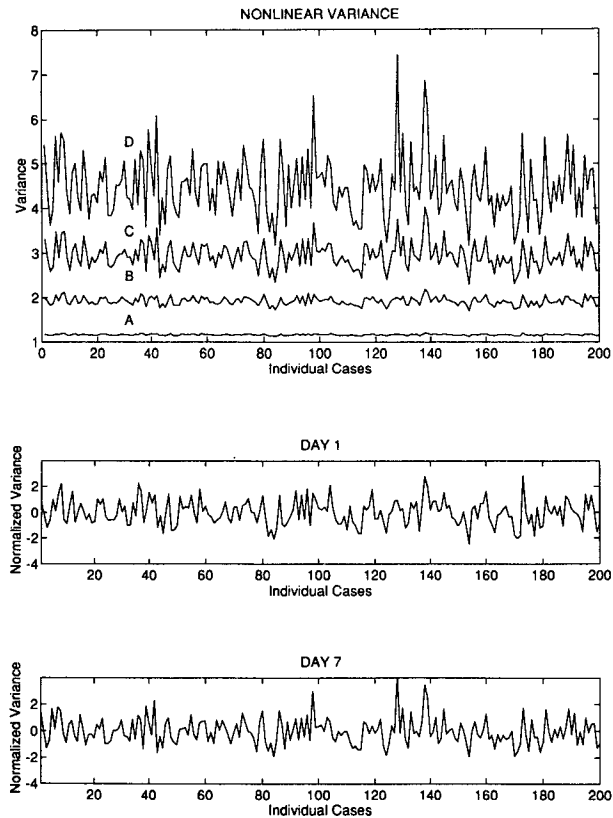 NONLINEAR VARIANCE
8
7
6
5
4
3
2
1
Variance
D
C
B
A
0 20 40 60 80 100 120 140 160 180 200
Individual Cases
DAY 1
2
0
-2
-4
Normalized Variance
20 40 60 80 100 120 140 160 180 200
Individual Cases
DAY 7
2
0
-2
-4
Normalized Variance
20 40 60 80 100 120 140 160 180 200
Individual Cases